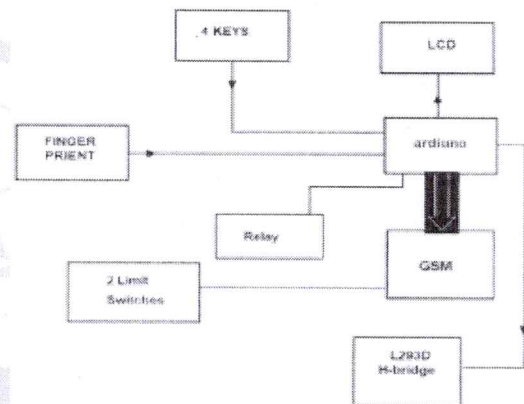 4 KEYS
LCD
FINGER
PRIENT
ardiuno
Relay
GSM
2 Limit
Switches
L293D
H-bridge